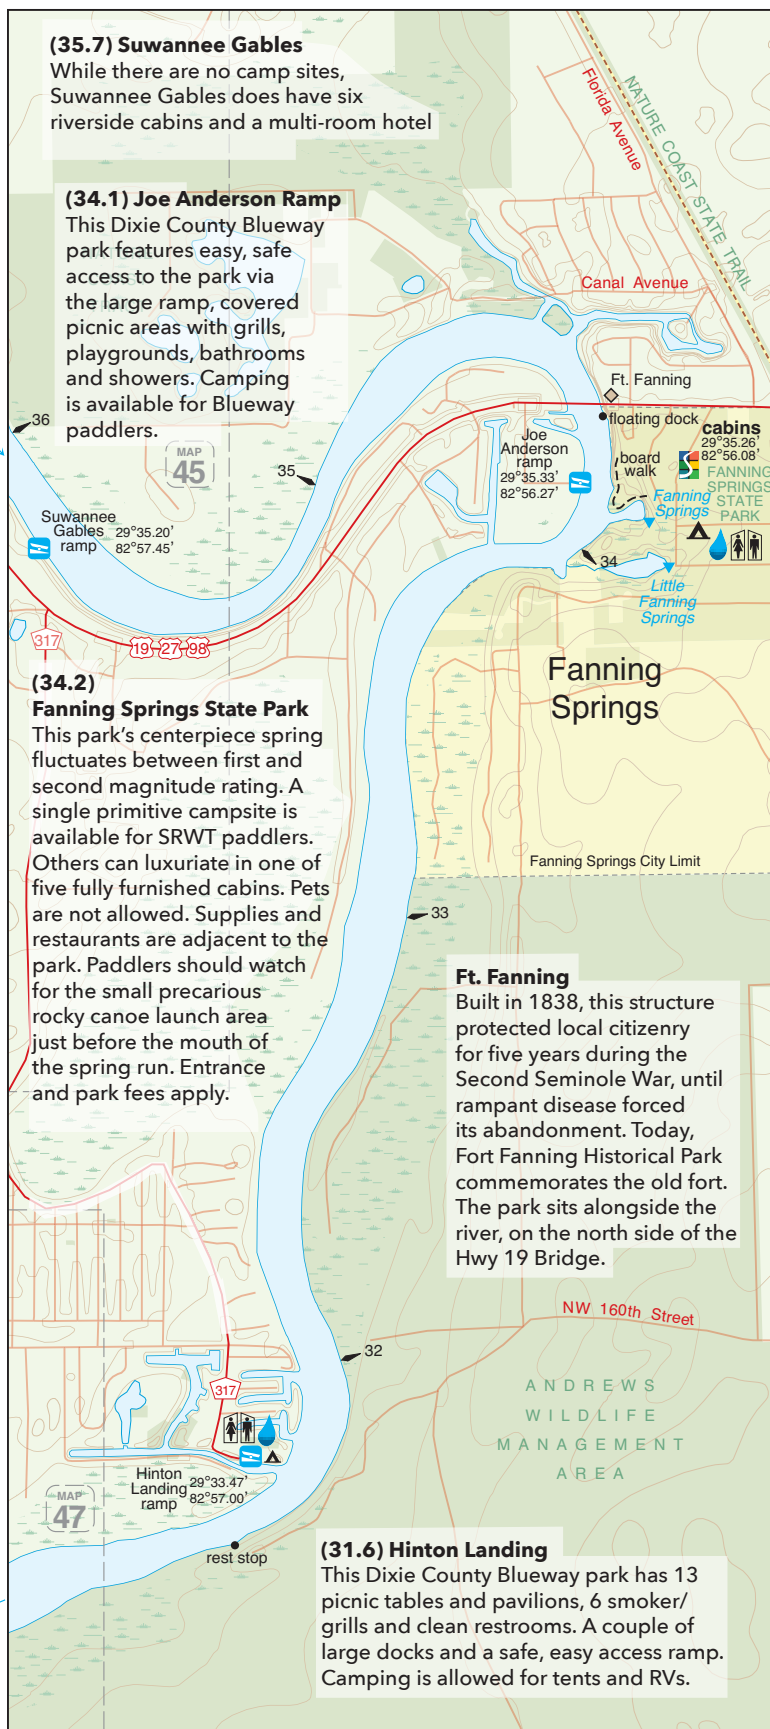 (35.7) Suwannee Gables
While there are no camp sites,
Suwannee Gables does have six
riverside cabins and a multi-room hotel
Florida Avenue
NATURE COAST STATE TRAIL
(34.1) Joe Anderson Ramp
This Dixie County Blueway
park features easy, safe
access to the park via
the large ramp, covered
picnic areas with grills,
playgrounds, bathrooms
and showers. Camping
is available for Blueway
paddlers.
Canal Avenue
Ft. Fanning
floating dock
cabins
29°35.26'
82°56.08'
36
MAP
45
35
Joe
Anderson
ramp
29°35.33'
82°56.27'
board
walk
FANNING
SPRINGS
STATE
PARK
Fanning
Springs
Suwannee
Gables
ramp
29°35.20'
82°57.45'
34
Little
Fanning
Springs
317
19
27
98
Fanning
Springs
(34.2)
Fanning Springs State Park
This park's centerpiece spring
fluctuates between first and
second magnitude rating. A
single primitive campsite is
available for SRWT paddlers.
Others can luxuriate in one of
five fully furnished cabins. Pets
are not allowed. Supplies and
restaurants are adjacent to the
park. Paddlers should watch
for the small precarious
rocky canoe launch area
just before the mouth of
the spring run. Entrance
and park fees apply.
Fanning Springs City Limit
33
Ft. Fanning
Built in 1838, this structure
protected local citizenry
for five years during the
Second Seminole War, until
rampant disease forced
its abandonment. Today,
Fort Fanning Historical Park
commemorates the old fort.
The park sits alongside the
river, on the north side of the
Hwy 19 Bridge.
NW 160th Street
32
317
ANDREWS
WILDLIFE
MANAGEMENT
AREA
Hinton
Landing
ramp
29°33.47'
82°57.00'
MAP
47
rest stop
(31.6) Hinton Landing
This Dixie County Blueway park has 13
picnic tables and pavilions, 6 smoker/
grills and clean restrooms. A couple of
large docks and a safe, easy access ramp.
Camping is allowed for tents and RVs.